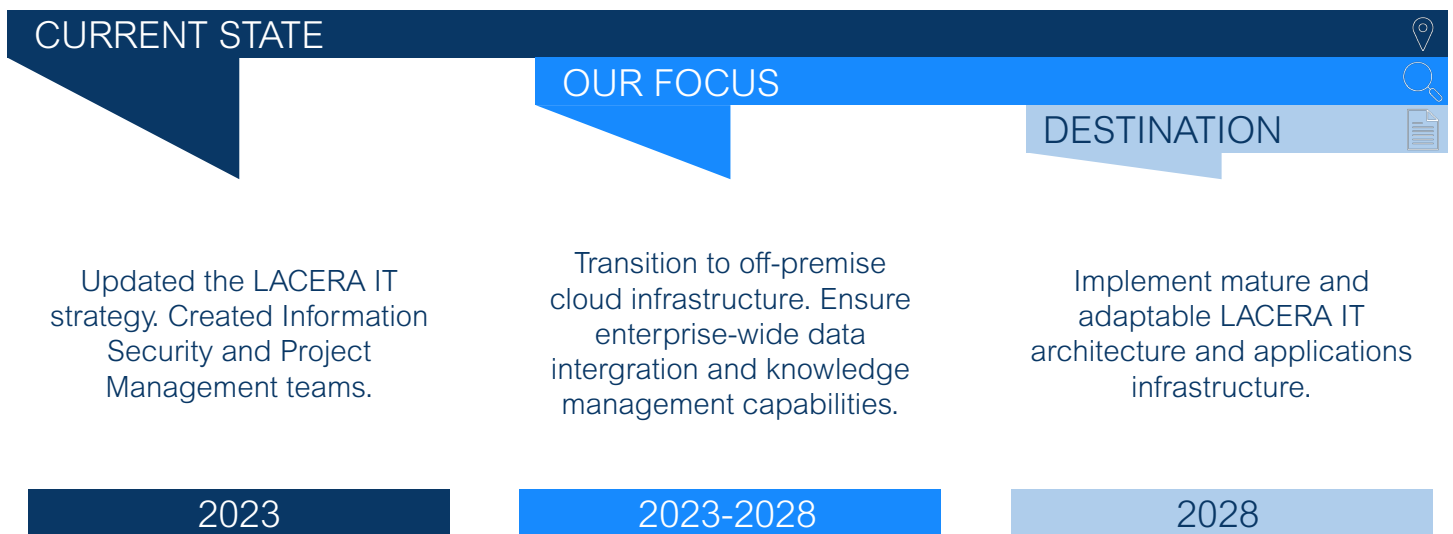 CURRENT STATE
OUR FOCUS
DESTINATION
Updated the LACERA IT
strategy. Created Information
Security and Project
Management teams.
Transition to off-premise
cloud infrastructure. Ensure
enterprise-wide data
intergration and knowledge
management capabilities.
Implement mature and
adaptable LACERA IT
architecture and applications
infrastructure.
2023
2023-2028
2028